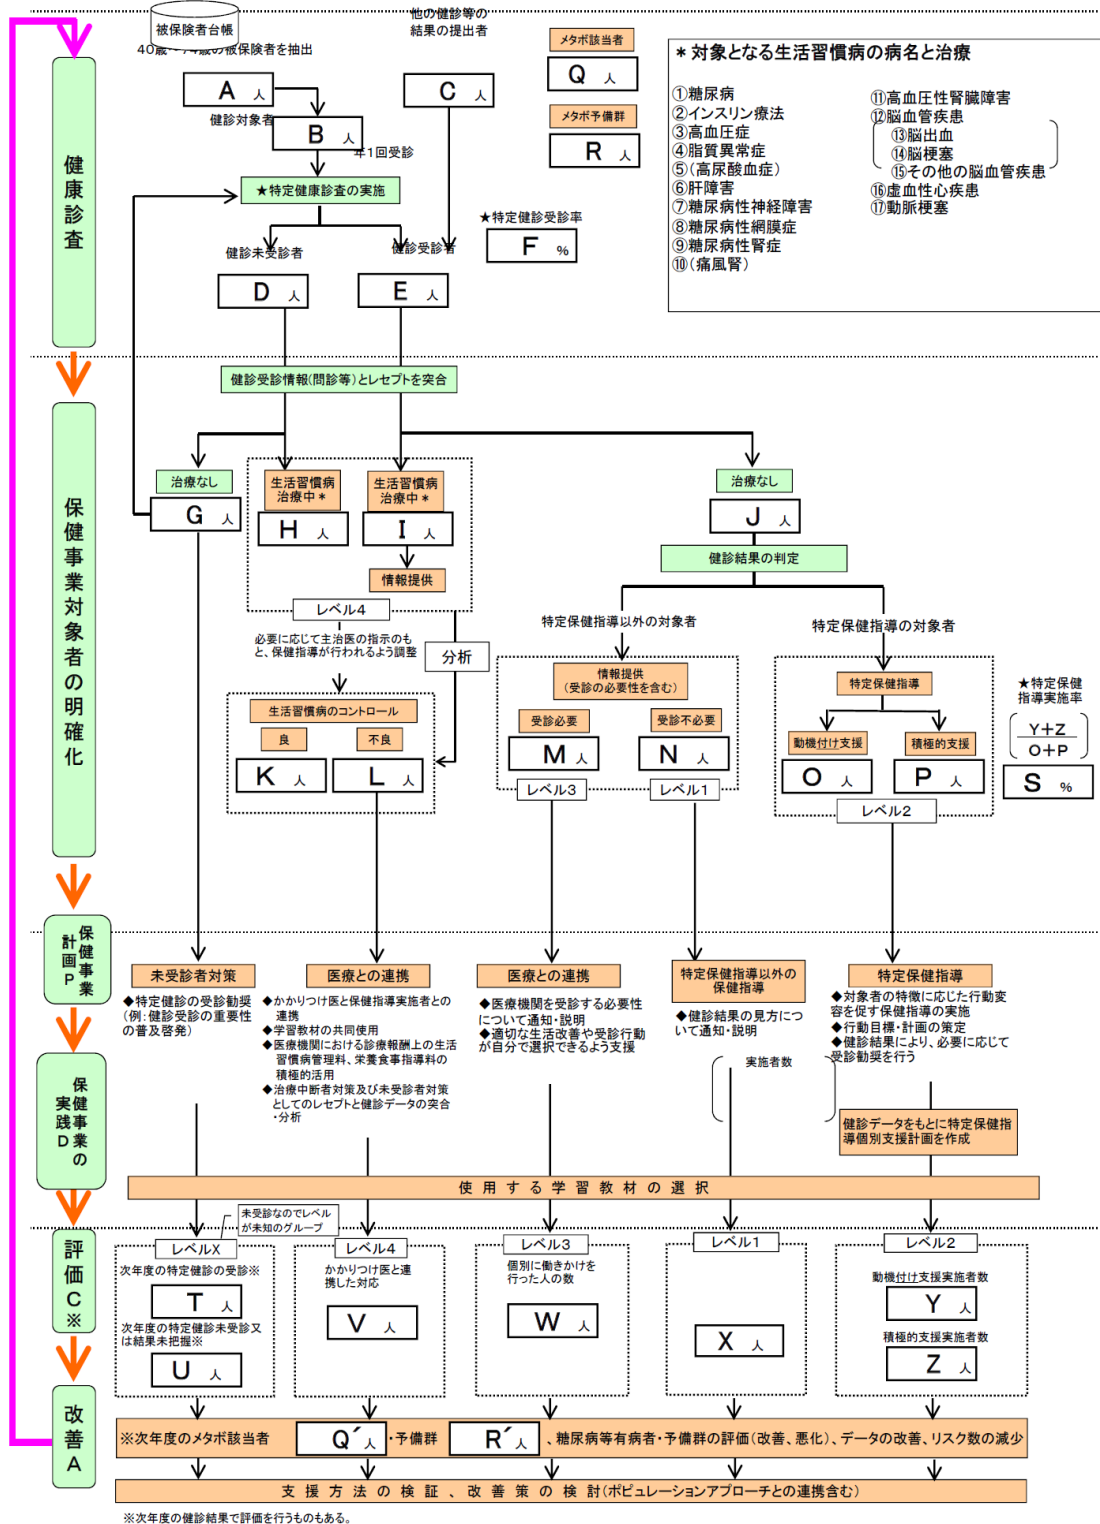 被保険者台帳
40歳~74歳の被保険者を抽出
他の健診等の
結果の提出者
A 人
健診対象者
B 人
年1回受診
C 人
メタボ該当者
Q 人
メタボ予備群
R 人
*対象となる生活習慣病の病名と治療
①糖尿病
②インスリン療法
③高血圧症
④脂質異常症
⑤(高尿酸血症)
⑥肝障害
⑦糖尿病性神経障害
⑧糖尿病性網膜症
⑨糖尿病性腎症
⑩(痛風腎)
⑪高血圧性腎臓障害
⑫脳血管疾患
⑬脳出血
⑭脳梗塞
⑮その他の脳血管疾患
⑯虚血性心疾患
⑰動脈梗塞
健康診査
★特定健康診査の実施
★特定健診受診率
F %
健診未受診者
D 人
健診受診者
E 人
健診受診情報(問診等)とレセプトを突合
保健事業対象者の明確化
治療なし
G 人
生活習慣病
治療中*
H 人
生活習慣病
治療中*
I 人
情報提供
レベル4
治療なし
J 人
健診結果の判定
必要に応じて主治医の指示のも
と、保健指導が行われるよう調整
分析
生活習慣病のコントロール
良
不良
K 人
L 人
特定保健指導以外の対象者
情報提供
(受診の必要性を含む)
受診必要
受診不必要
M 人
N 人
レベル3
レベル1
特定保健指導の対象者
特定保健指導
動機付け支援
積極的支援
O 人
P 人
レベル2
★特定保健
指導実施率
Y+Z
O+P
S %
保健事業
計画P
未受診者対策
◆特定健診の受診勧奨
(例:健診受診の重要性
の普及啓発)
医療との連携
◆かかりつけ医と保健指導実施者との
連携
◆学習教材の共同使用
◆医療機関における診療報酬上の生活
習慣病管理料、栄養食事指導料の
積極的活用
◆治療中断者対策及び未受診者対策
としてのレセプトと健診データの突合
・分析
医療との連携
◆医療機関を受診する必要性
について通知・説明
◆適切な生活改善や受診行動
が自分で選択できるよう支援
特定保健指導以外の
保健指導
◆健診結果の見方につ
いて通知・説明
実施者数
特定保健指導
◆対象者の特徴に応じた行動変
容を促す保健指導の実施
◆行動目標・計画の策定
◆健診結果により、必要に応じて
受診勧奨を行う
保健事業の
実践D
健診データをもとに特定保健指
導個別支援計画を作成
使用する学習教材の選択
未受診なのでレベル
が未知のグループ
評価C※
レベルX
次年度の特定健診の受診※
T 人
次年度の特定健診未受診又
は結果未把握※
U 人
レベル4
かかりつけ医と連
携した対応
V 人
レベル3
個別に働きかけを
行った人の数
W 人
レベル1
X 人
レベル2
動機付け支援実施者数
Y 人
積極的支援実施者数
Z 人
改善A
※次年度のメタボ該当者 Q´人 ・予備群 R´人 、糖尿病等有病者・予備群の評価(改善、悪化)、データの改善、リスク数の減少
支援方法の検証、改善策の検討(ポピュレーションアプローチとの連携含む)
※次年度の健診結果で評価を行うものもある。